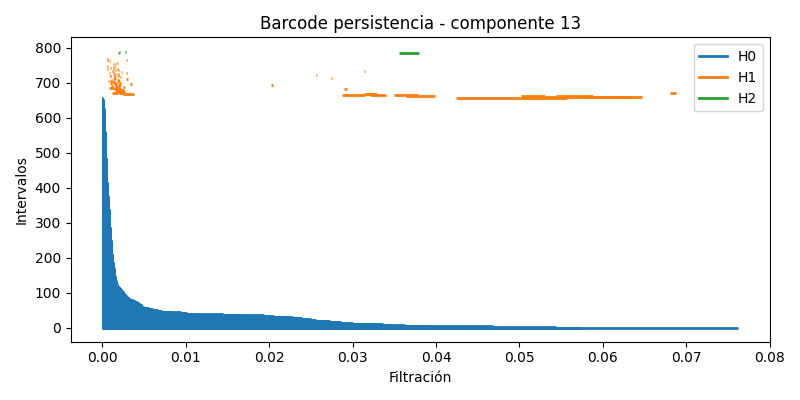 Barcode persistencia - componente 13
800
700
600
500
400
300
200
100
0
Intervalos
H0
H1
H2
0.00 0.01 0.02 0.03 0.04 0.05 0.06 0.07 0.08
Filtración